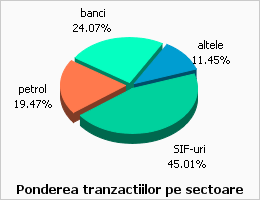 banci
24.07%
altele
11.45%
petrol
19.47%
SIF-uri
45.01%
Ponderea tranzactiilor pe sectoare